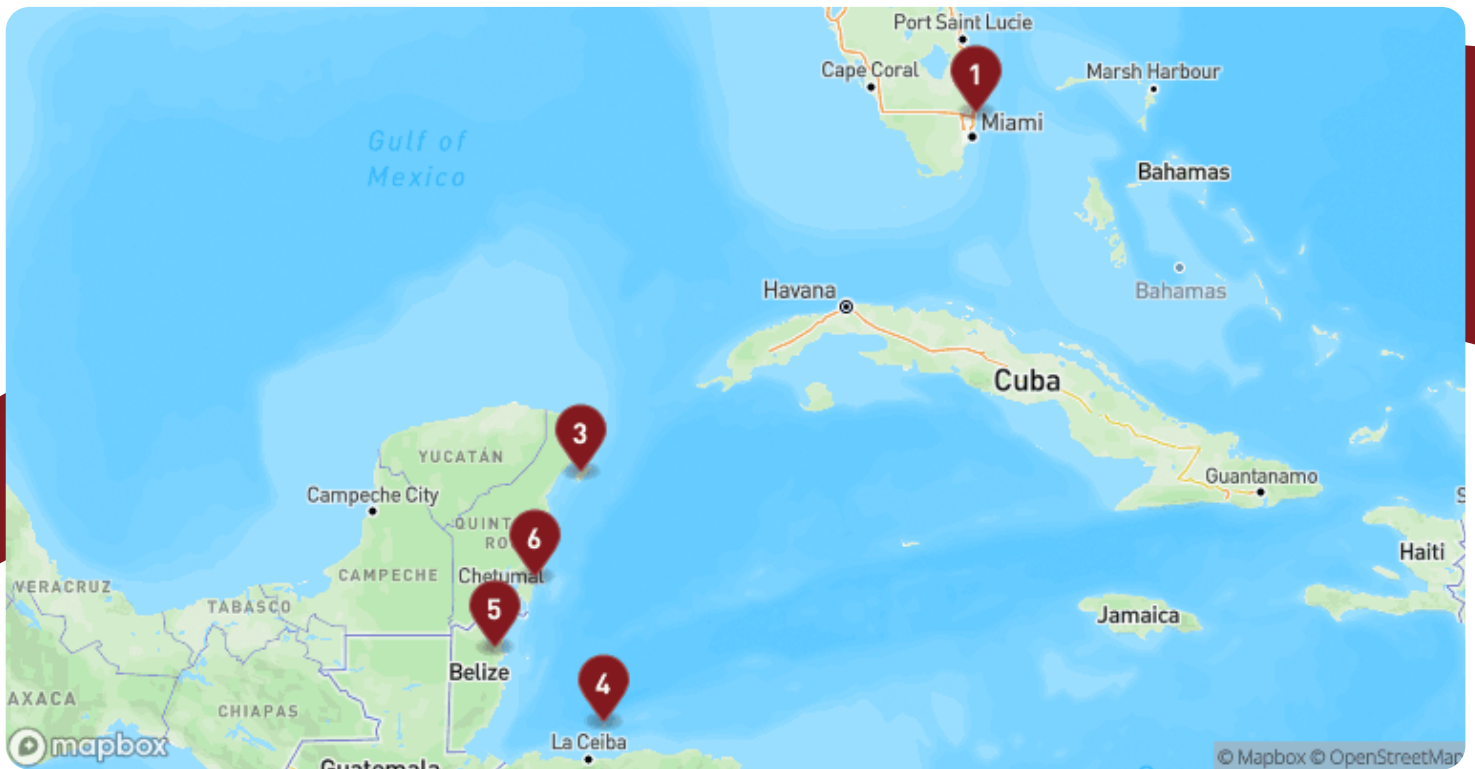 Port Saint Lucie
Cape Coral
1
Marsh Harbour
Miami
Gulf of
Mexico
Bahamas
Havana
Bahamas
Cuba
3
YUCATÁN
Campeche City
Guantanamo
QUINT
RO
6
Haiti
CAMPECHE
Chetumal
VERACRUZ
TABASCO
5
Jamaica
Belize
4
AXACA
CHIAPAS
La Ceiba
mapbox
Guatemala
© Mapbox © OpenStreetMap